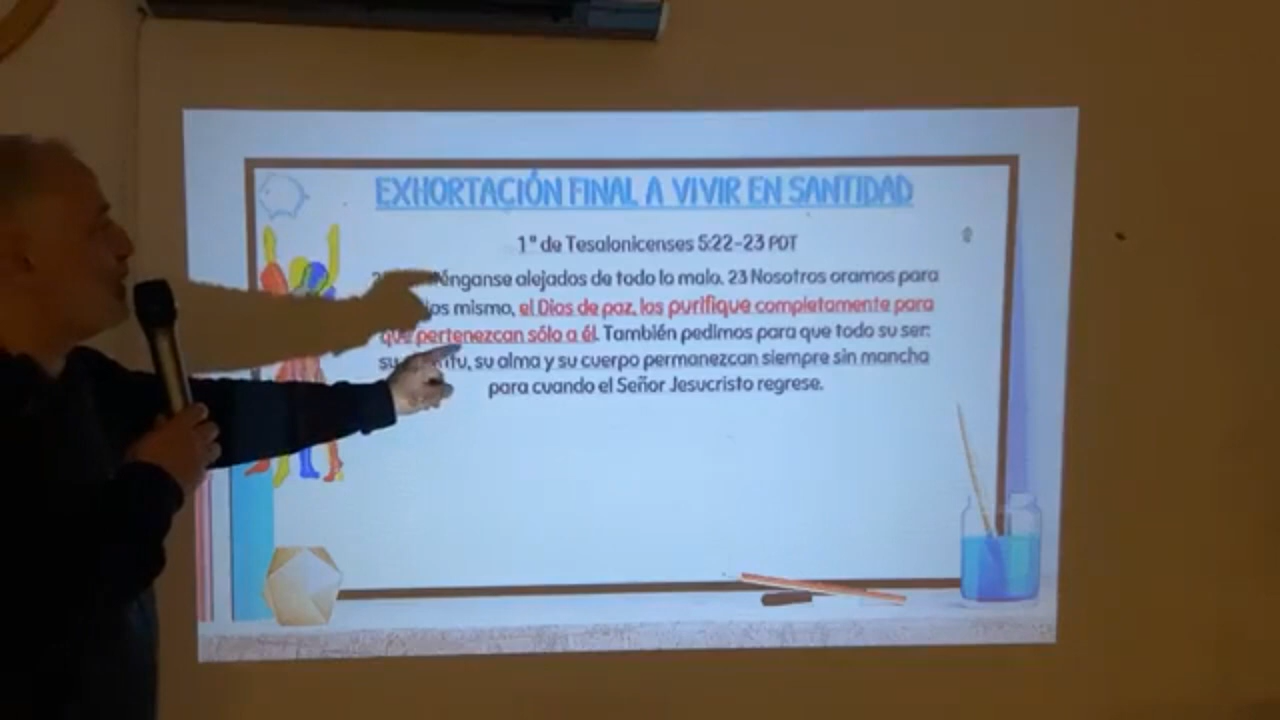 EXHORTACIÓN FINAL A VIVIR EN SANTIDAD
1° de Tesalonicenses 5:22-23 PDT
alejados de todo lo malo. 23 Nosotros oramos para
mismo, el Dios de paz, los purifique completamente para
que pertenezcan sólo a él. También pedimos para que todo su ser:
su alma y su cuerpo permanezcan siempre sin mancha
para cuando el Señor Jesucristo regrese.